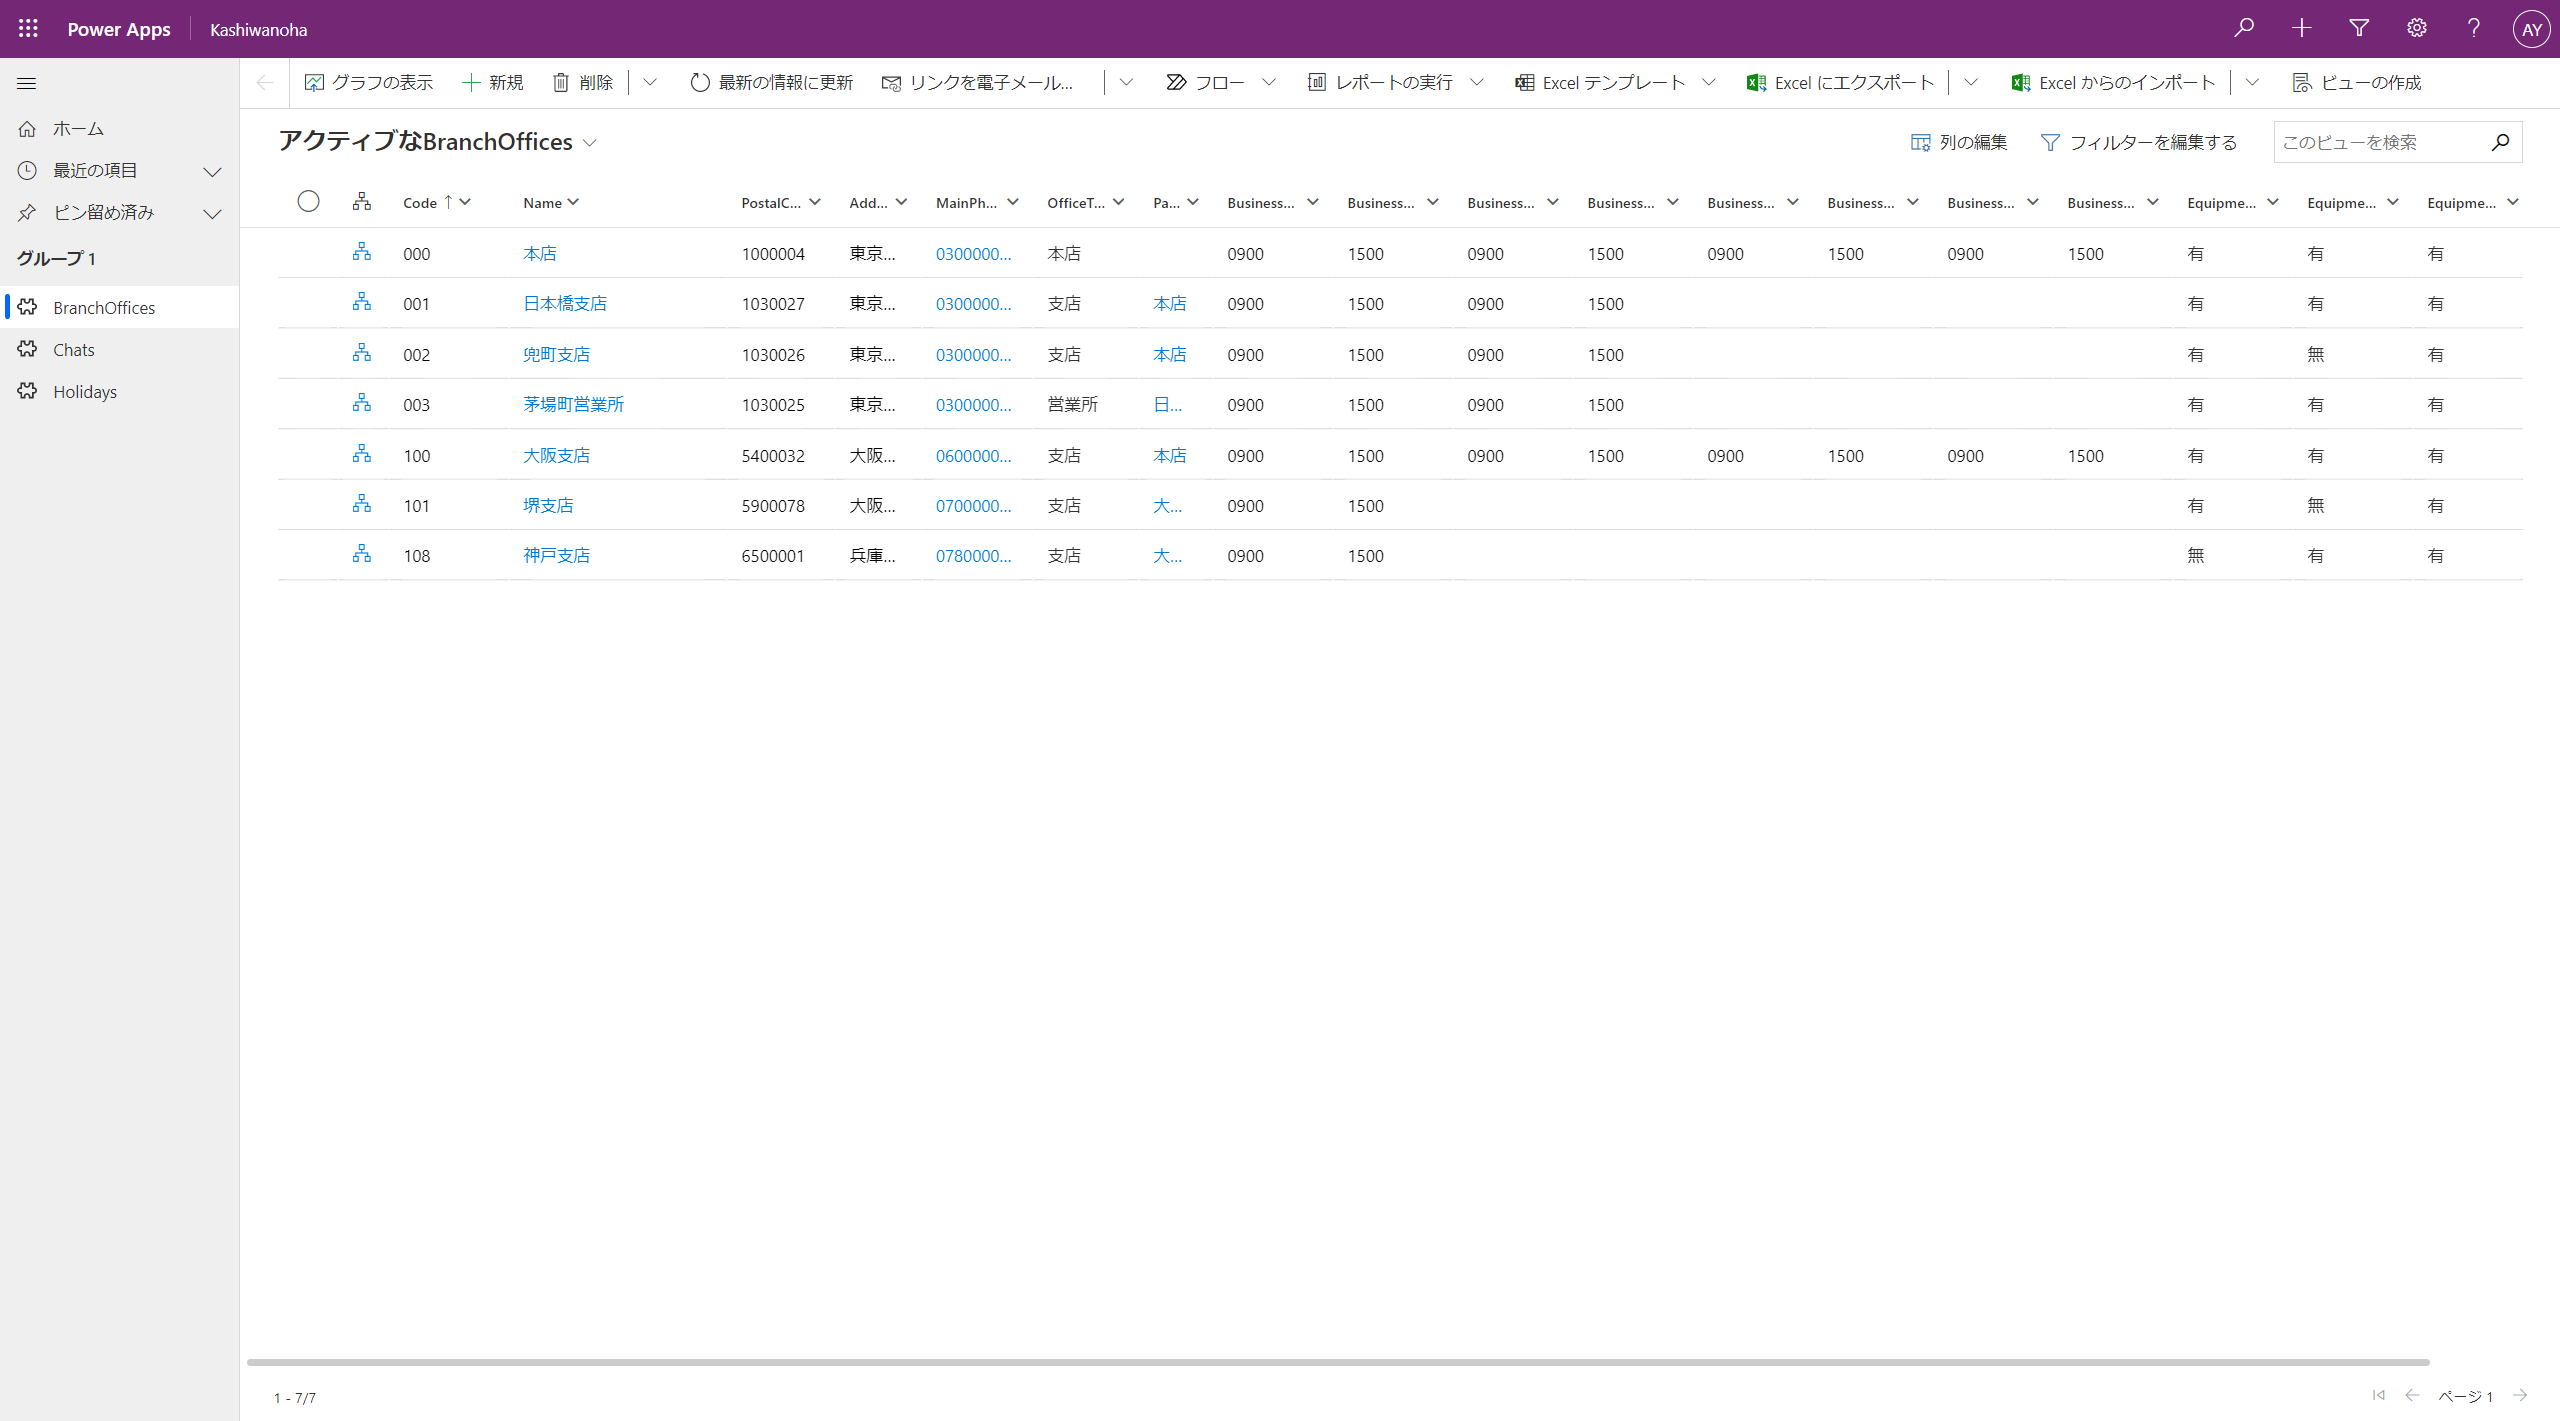 Power Apps Kashiwanoha AY
グラフの表示 新規 削除 最新の情報に更新 リンクを電子メール... フロー レポートの実行 Excel テンプレート Excel にエクスポート Excel からのインポート ビューの作成
ホーム
最近の項目
ピン留め済み
グループ 1
BranchOffices
Chats
Holidays
アクティブなBranchOffices 列の編集 フィルターを編集する このビューを検索
Code Name PostalC... Add... MainPh... OfficeT... Pa... Business... Business... Business... Business... Business... Business... Business... Business... Equipme... Equipme... Equipme...
000 本店 1000004 東京... 0300000... 本店 0900 1500 0900 1500 0900 1500 0900 1500 有 有 有
001 日本橋支店 1030027 東京... 0300000... 支店 本店 0900 1500 0900 1500 有 有 有
002 兜町支店 1030026 東京... 0300000... 支店 本店 0900 1500 0900 1500 有 無 有
003 茅場町営業所 1030025 東京... 0300000... 営業所 日... 0900 1500 0900 1500 有 有 有
100 大阪支店 5400032 大阪... 0600000... 支店 本店 0900 1500 0900 1500 0900 1500 0900 1500 有 有 有
101 堺支店 5900078 大阪... 0700000... 支店 大... 0900 1500 有 無 有
108 神戸支店 6500001 兵庫... 0780000... 支店 大... 0900 1500 無 有 有
1 - 7/7 ページ 1